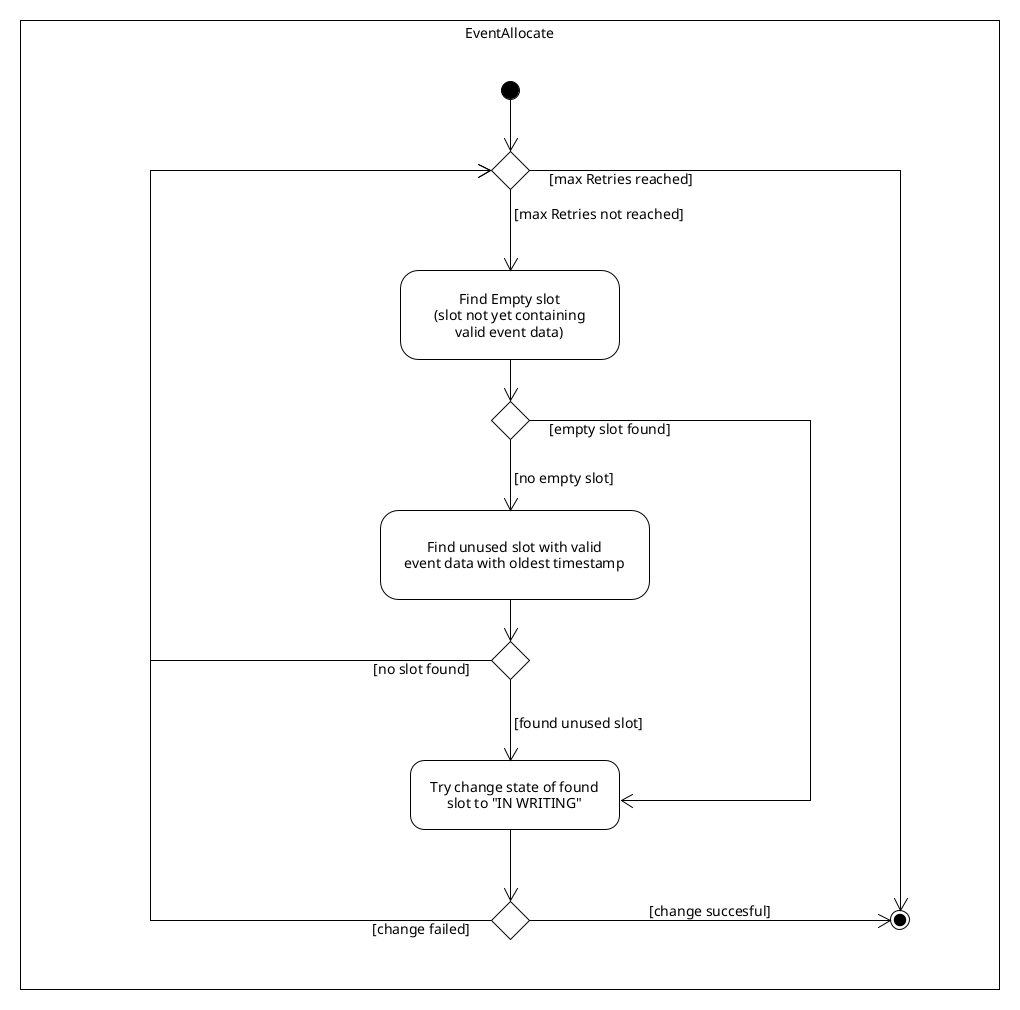 EventAllocate
[max Retries reached]
[max Retries not reached]
Find Empty slot
(slot not yet containing
valid event data)
[empty slot found]
[no empty slot]
Find unused slot with valid
event data with oldest timestamp
[no slot found]
[found unused slot]
Try change state of found
slot to "IN WRITING"
[change succesful]
[change failed]